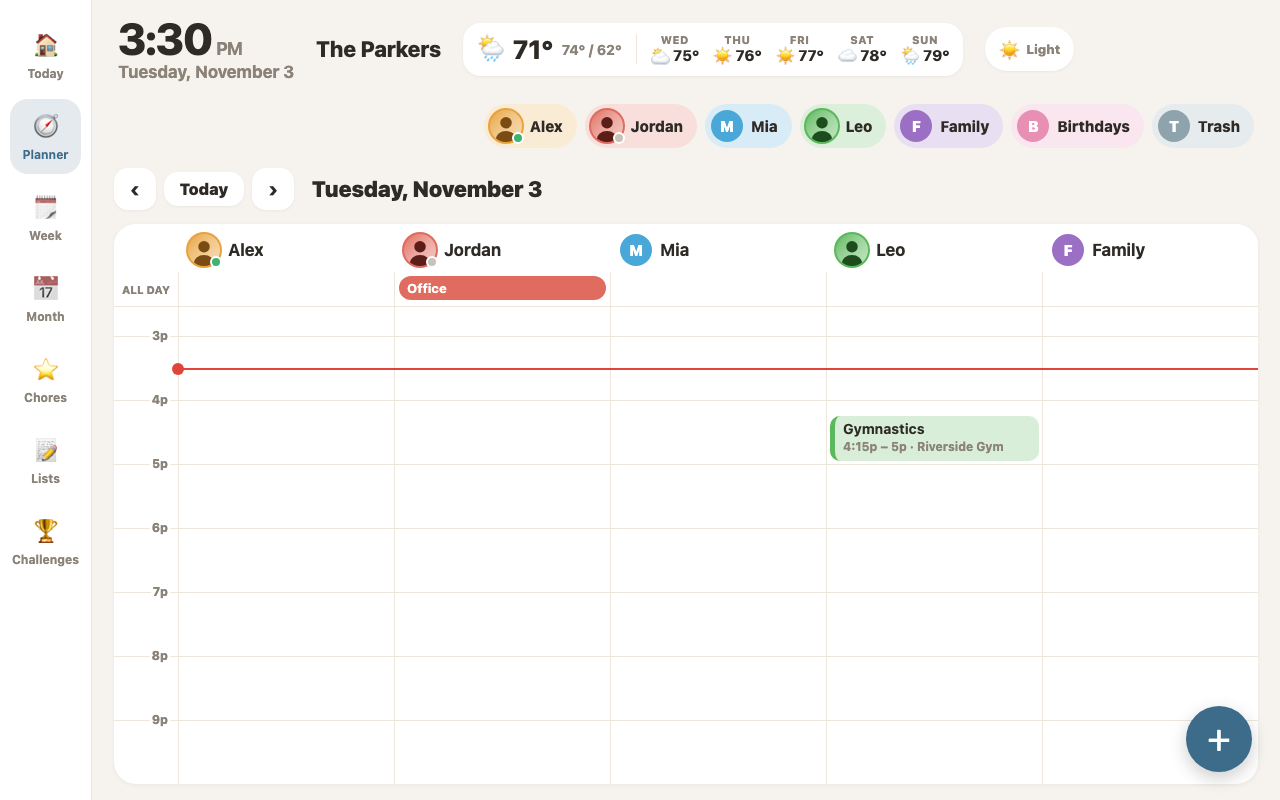 Today
Planner
Week
17
Month
Chores
Lists
Challenges
3:30 PM
Tuesday, November 3
The Parkers
71° 74° / 62°
WED THU FRI SAT SUN
75° 76° 77° 78° 79°
Light
Alex Jordan M Mia Leo F Family B Birthdays T Trash
‹ Today › Tuesday, November 3
Alex Jordan M Mia Leo F Family
ALL DAY Office
3p
4p
Gymnastics
4:15p – 5p · Riverside Gym
5p
6p
7p
8p
9p
+